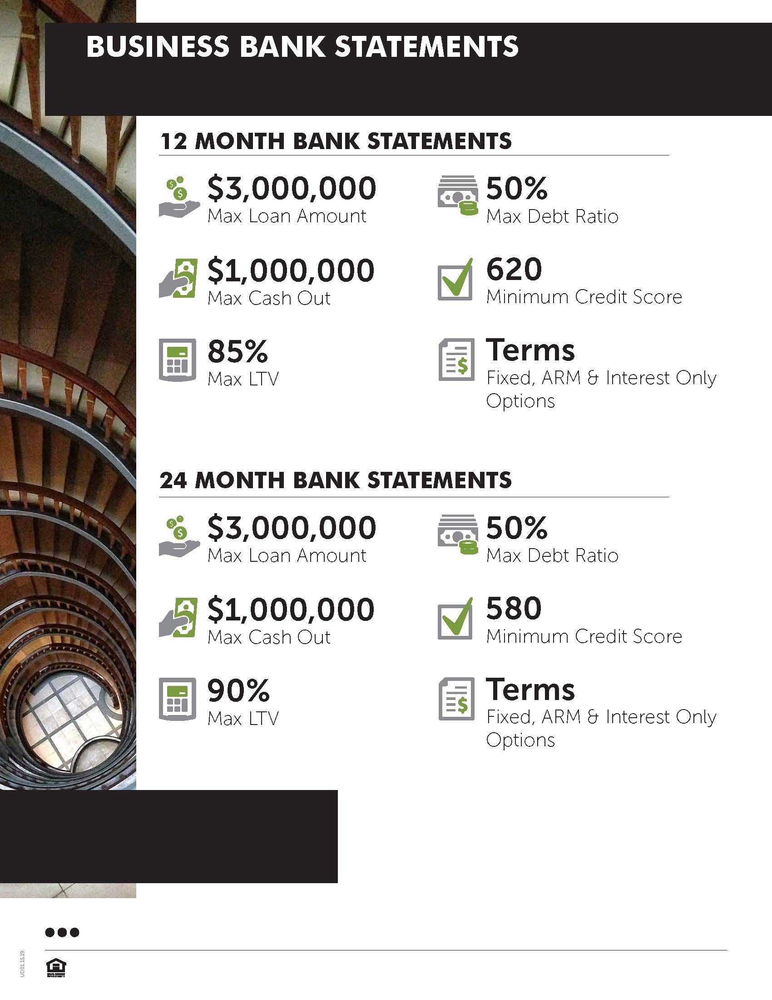 BUSINESS BANK STATEMENTS
12 MONTH BANK STATEMENTS
$3,000,000
Max Loan Amount
50%
Max Debt Ratio
$1,000,000
Max Cash Out
620
Minimum Credit Score
85%
Max LTV
Terms
Fixed, ARM & Interest Only
Options
24 MONTH BANK STATEMENTS
$3,000,000
Max Loan Amount
50%
Max Debt Ratio
$1,000,000
Max Cash Out
580
Minimum Credit Score
90%
Max LTV
Terms
Fixed, ARM & Interest Only
Options
UD01.15.19